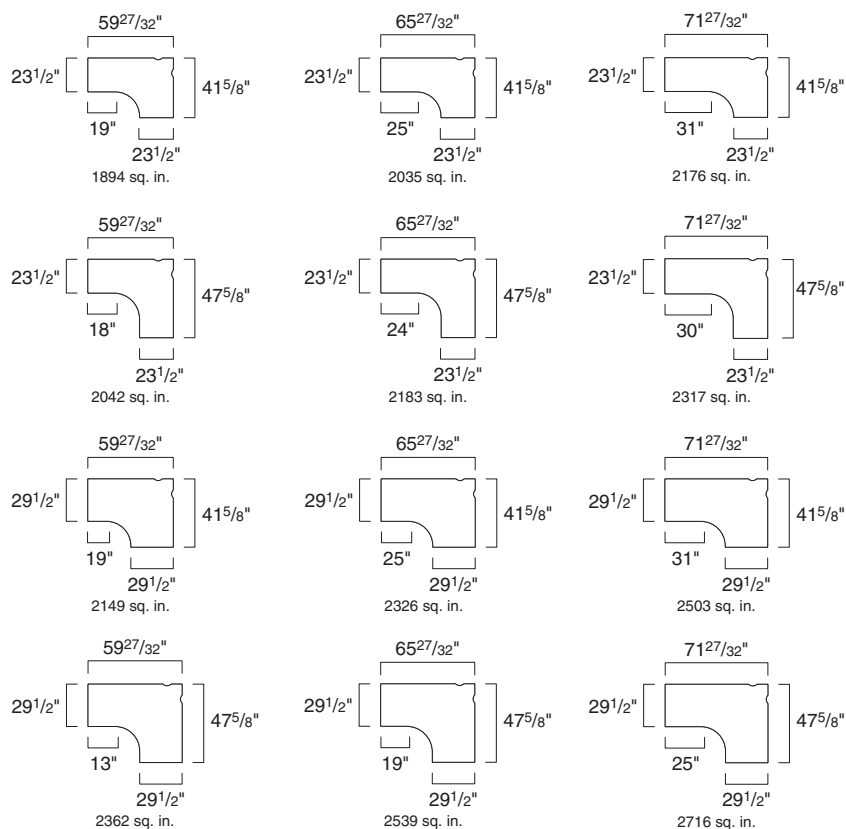 59 27/32" 65 27/32" 71 27/32"
23 1/2" 41 5/8" 23 1/2" 41 5/8" 23 1/2" 41 5/8"
19" 25" 31"
23 1/2" 23 1/2" 23 1/2"
1894 sq. in. 2035 sq. in. 2176 sq. in.
59 27/32" 65 27/32" 71 27/32"
23 1/2" 47 5/8" 23 1/2" 47 5/8" 23 1/2" 47 5/8"
18" 24" 30"
23 1/2" 23 1/2" 23 1/2"
2042 sq. in. 2183 sq. in. 2317 sq. in.
59 27/32" 65 27/32" 71 27/32"
29 1/2" 41 5/8" 29 1/2" 41 5/8" 29 1/2" 41 5/8"
19" 25" 31"
29 1/2" 29 1/2" 29 1/2"
2149 sq. in. 2326 sq. in. 2503 sq. in.
59 27/32" 65 27/32" 71 27/32"
29 1/2" 47 5/8" 29 1/2" 47 5/8" 29 1/2" 47 5/8"
13" 19" 25"
29 1/2" 29 1/2" 29 1/2"
2362 sq. in. 2539 sq. in. 2716 sq. in.